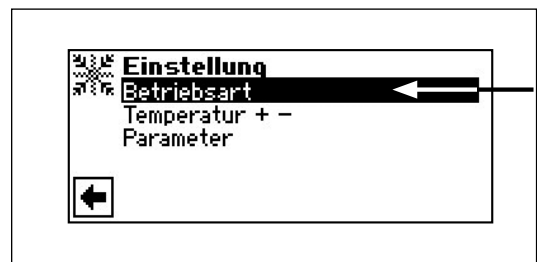 Einstellung
Betriebsart
Temperatur + −
Parameter